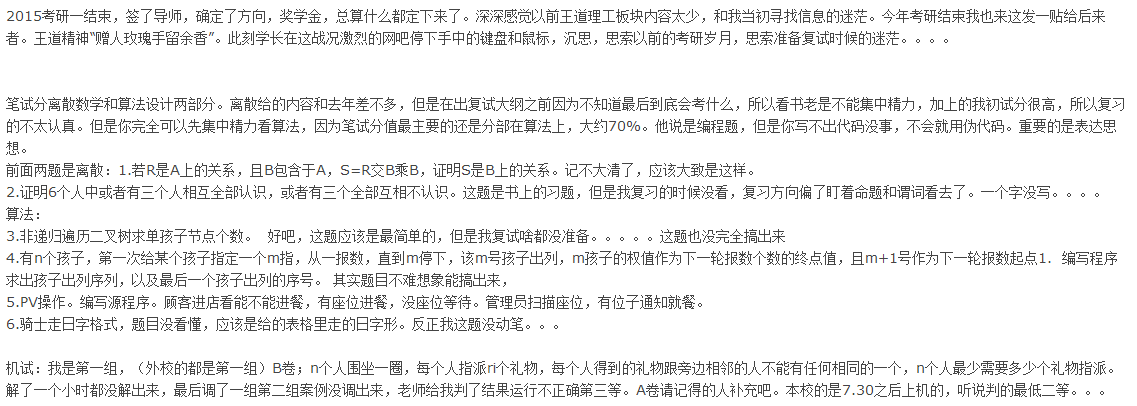 2015考研一结束，签了导师，确定了方向，奖学金，总算什么都定下来了。深深感觉以前王道理工板块内容太少，和我当初寻找信息的迷茫。今年考研结束我也来这发一贴给后来
者。王道精神“赠人玫瑰手留余香”。此刻学长在这战况激烈的网吧停下手中的键盘和鼠标，沉思，思索以前的考研岁月，思索准备复试时候的迷茫。。。。
笔试分离散数学和算法设计两部分。离散给的内容和去年差不多，但是在出复试大纲之前因为不知道最后到底会考什么，所以看书老是不能集中精力，加上的我初试分很高，所以复习
的不太认真。但是你完全可以先集中精力看算法，因为笔试分值最主要的还是分部在算法上，大约70%。他说是编程题，但是你写不出代码没事，不会就用伪代码。重要的是表达思
想。
前面两题是离散：1.若R是A上的关系，且B包含于A，S=R交B乘B，证明S是B上的关系。记不大清了，应该大致是这样。
2.证明6个人中或者有三个人相互全部认识，或者有三个全部互相不认识。这题是书上的习题，但是我复习的时候没看，复习方向偏了盯着命题和谓词看去了。一个字没写。。。。
算法：
3.非递归遍历二叉树求单孩子节点个数。 好吧，这题应该是最简单的，但是我复试啥都没准备。。。。。这题也没完全搞出来
4.有n个孩子，第一次给某个孩子指定一个m指，从一报数，直到m停下，该m号孩子出列，m孩子的权值作为下一轮报数个数的终点值，且m+1号作为下一轮报数起点1. 编写程序
求出孩子出列序列，以及最后一个孩子出列的序号。 其实题目不难想象能搞出来，
5.PV操作。编写源程序。顾客进店看能不能进餐，有座位进餐，没座位等待。管理员扫描座位，有位子通知就餐。
6.骑士走日字格式，题目没看懂，应该是给的表格里走的日字形。反正我这题没动笔。。。
机试：我是第一组，（外校的都是第一组）B卷；n个人围坐一圈，每个人指派ri个礼物，每个人得到的礼物跟旁边相邻的人不能有任何相同的一个，n个人最少需要多少个礼物指派。
解了一个小时都没解出来，最后调了一组第二组案例没调出来，老师给我判了结果运行不正确第三等。A卷请记得的人补充吧。本校的是7.30之后上机的，听说判的最低二等。。。